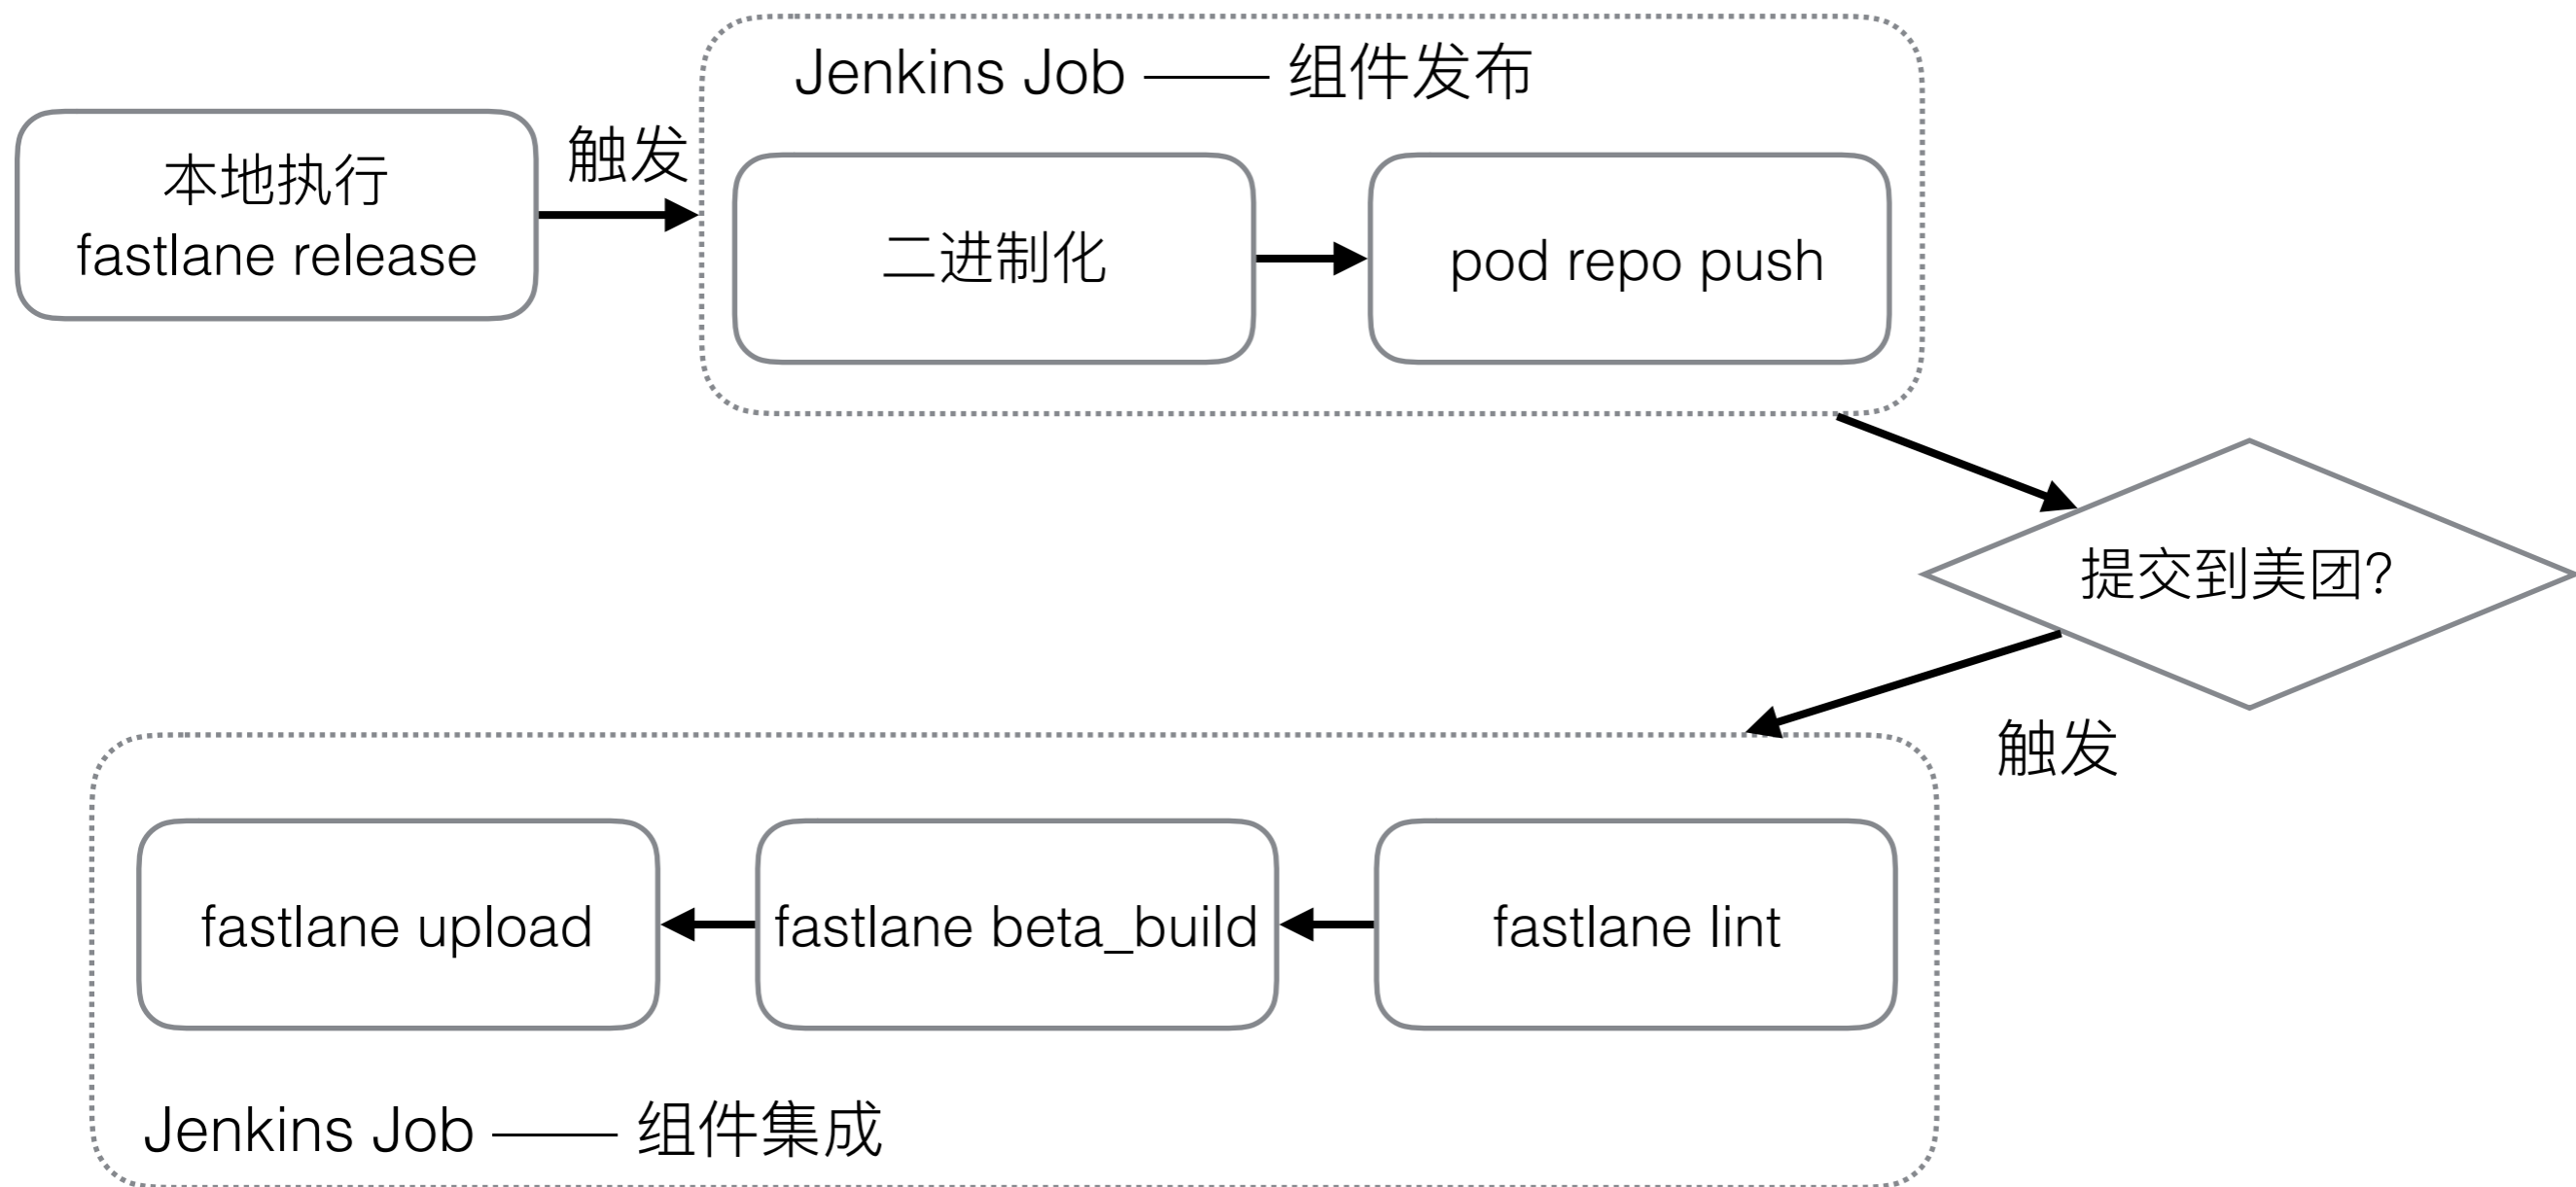 Jenkins Job —— 组件发布
本地执行
fastlane release
触发
二进制化
pod repo push
提交到美团?
触发
fastlane upload
fastlane beta_build
fastlane lint
Jenkins Job —— 组件集成